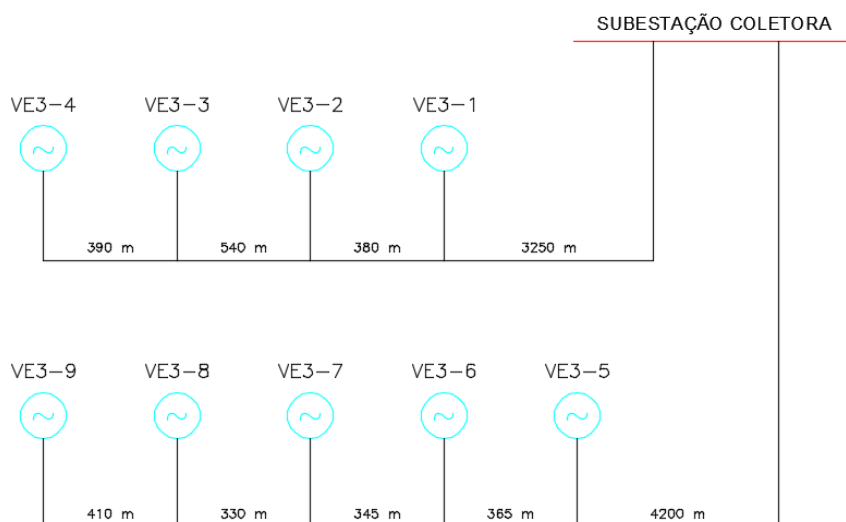 SUBESTAÇÃO COLETORA
VE3-4 VE3-3 VE3-2 VE3-1
390 m 540 m 380 m 3250 m
VE3-9 VE3-8 VE3-7 VE3-6 VE3-5
410 m 330 m 345 m 365 m 4200 m